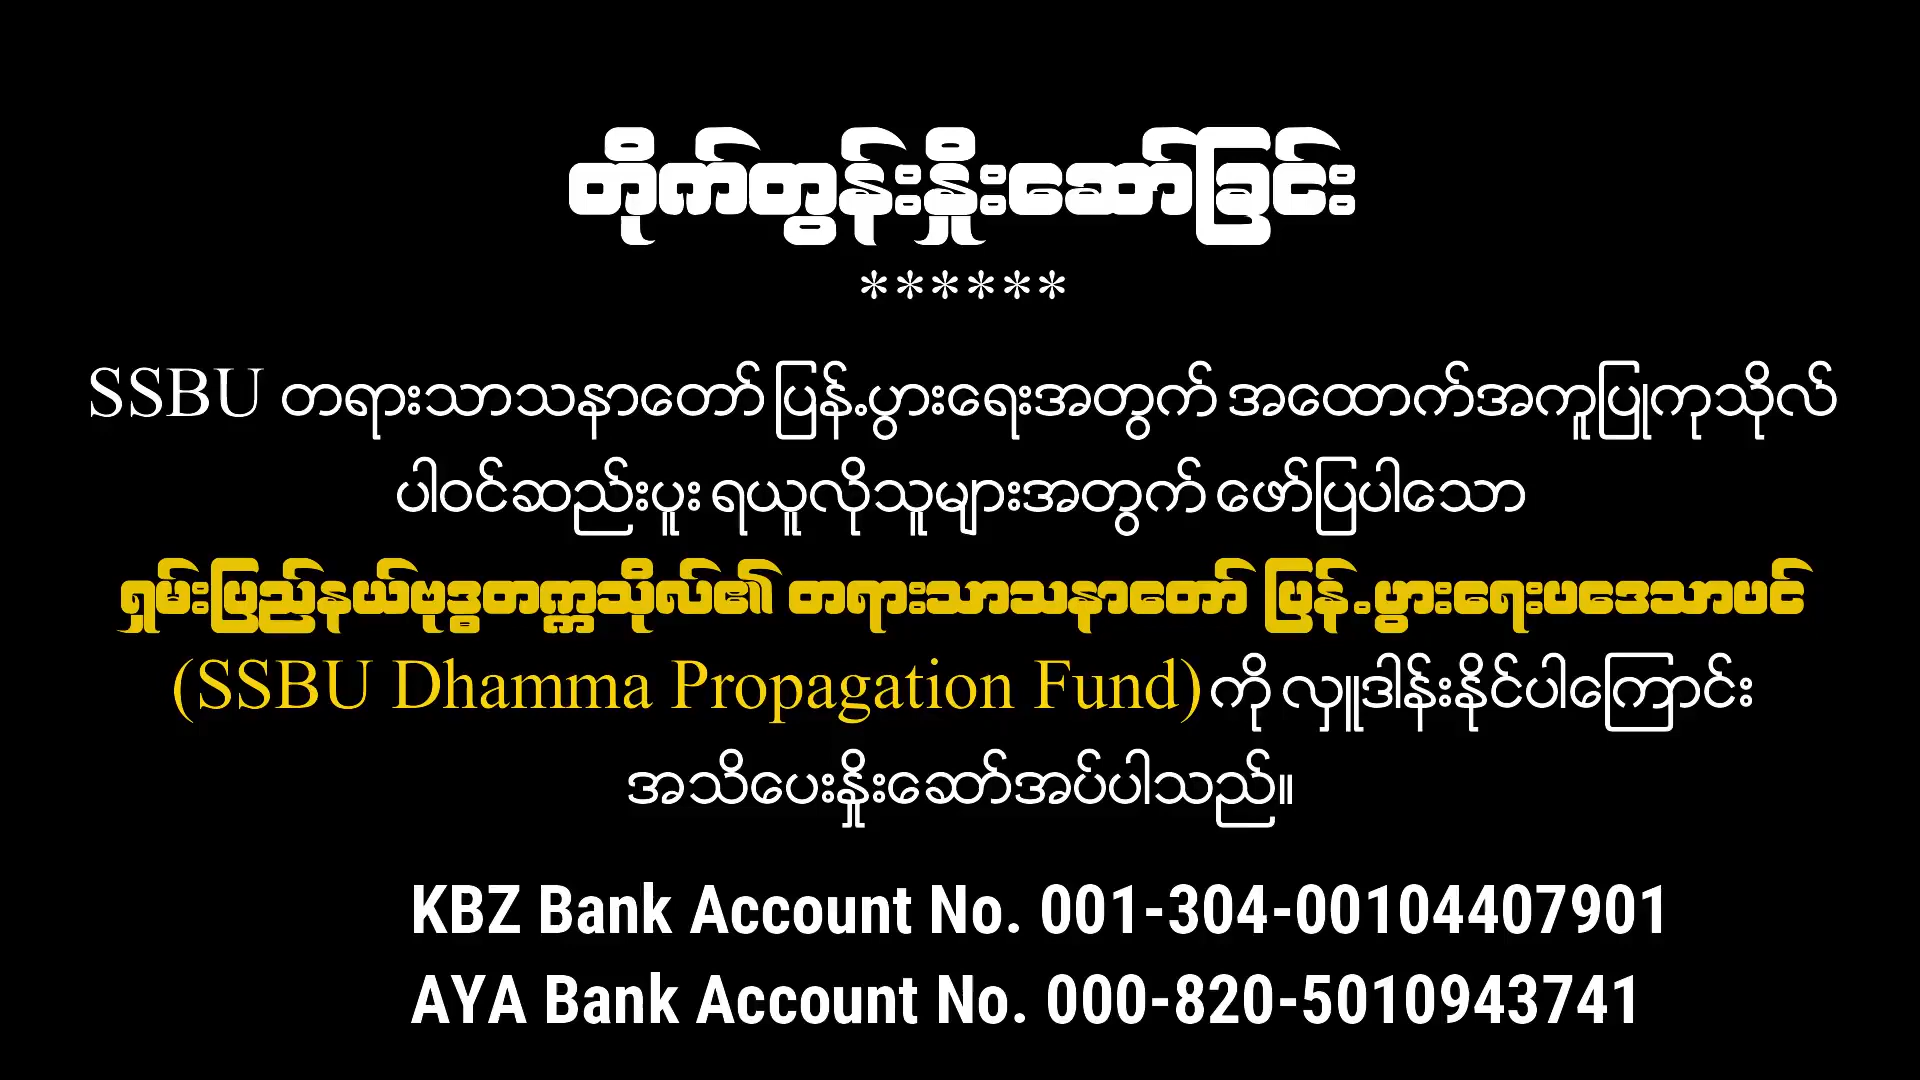 တိုက်တွန်းနှိုးဆော်ခြင်း
******
SSBU တရားသာသနာတော် ပြန့်ပွားရေးအတွက် အထောက်အကူပြုကုသိုလ်
ပါဝင်ဆည်းပူး ရယူလိုသူများအတွက် ဖော်ပြပါသော
ရှမ်းပြည်နယ်ဗုဒ္ဓတက္ကသိုလ်၏ တရားသာသနာတော် ပြန့်ပွားရေးပဒေသာပင်
(SSBU Dhamma Propagation Fund) ကို လှူဒါန်းနိုင်ပါကြောင်း
အသိပေးနှိုးဆော်အပ်ပါသည်။
KBZ Bank Account No. 001-304-00104407901
AYA Bank Account No. 000-820-5010943741